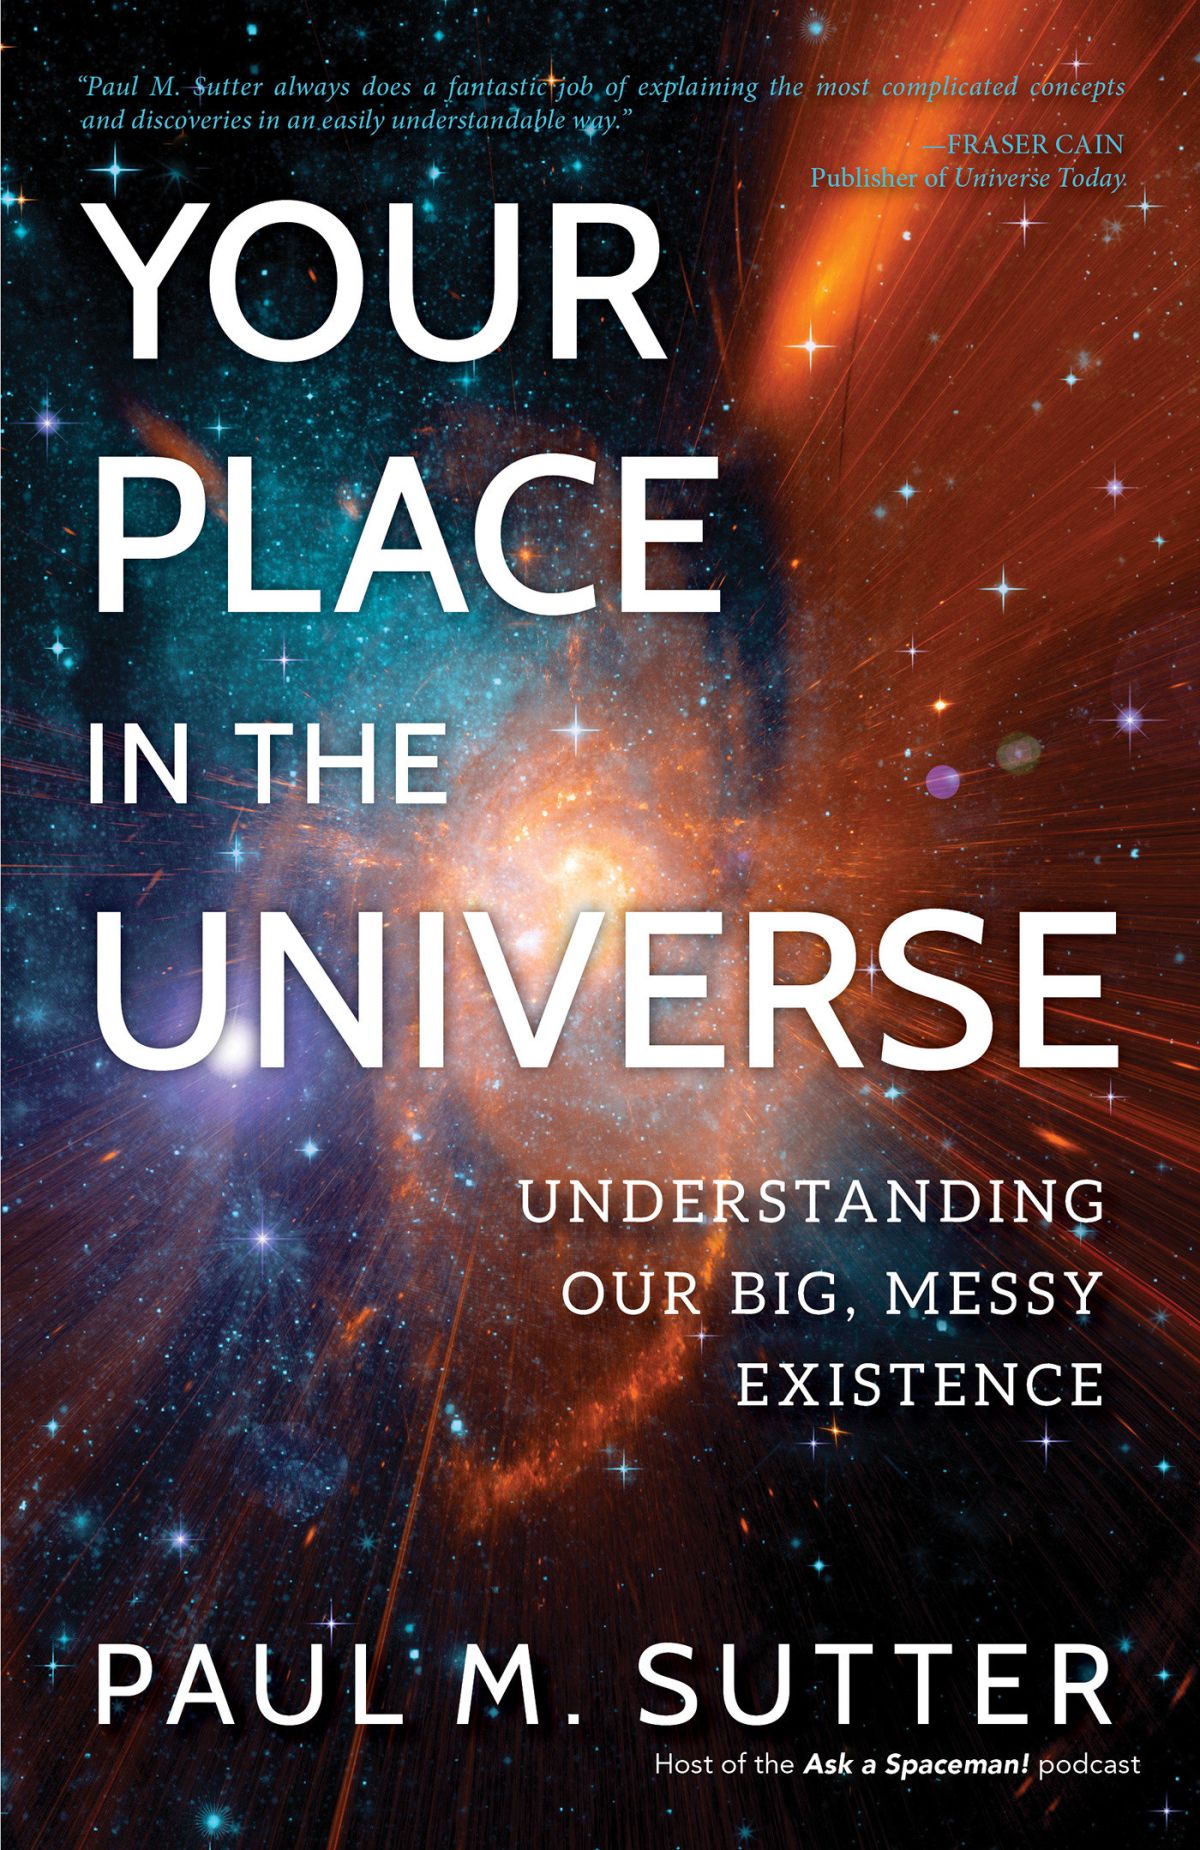 “Paul M. Sutter always does a fantastic job of explaining the most complicated concepts
and discoveries in an easily understandable way.”
—FRASER CAIN
Publisher of Universe Today
YOUR
PLACE
IN THE
UNIVERSE
UNDERSTANDING
OUR BIG, MESSY
EXISTENCE
PAUL M. SUTTER
Host of the Ask a Spaceman! podcast